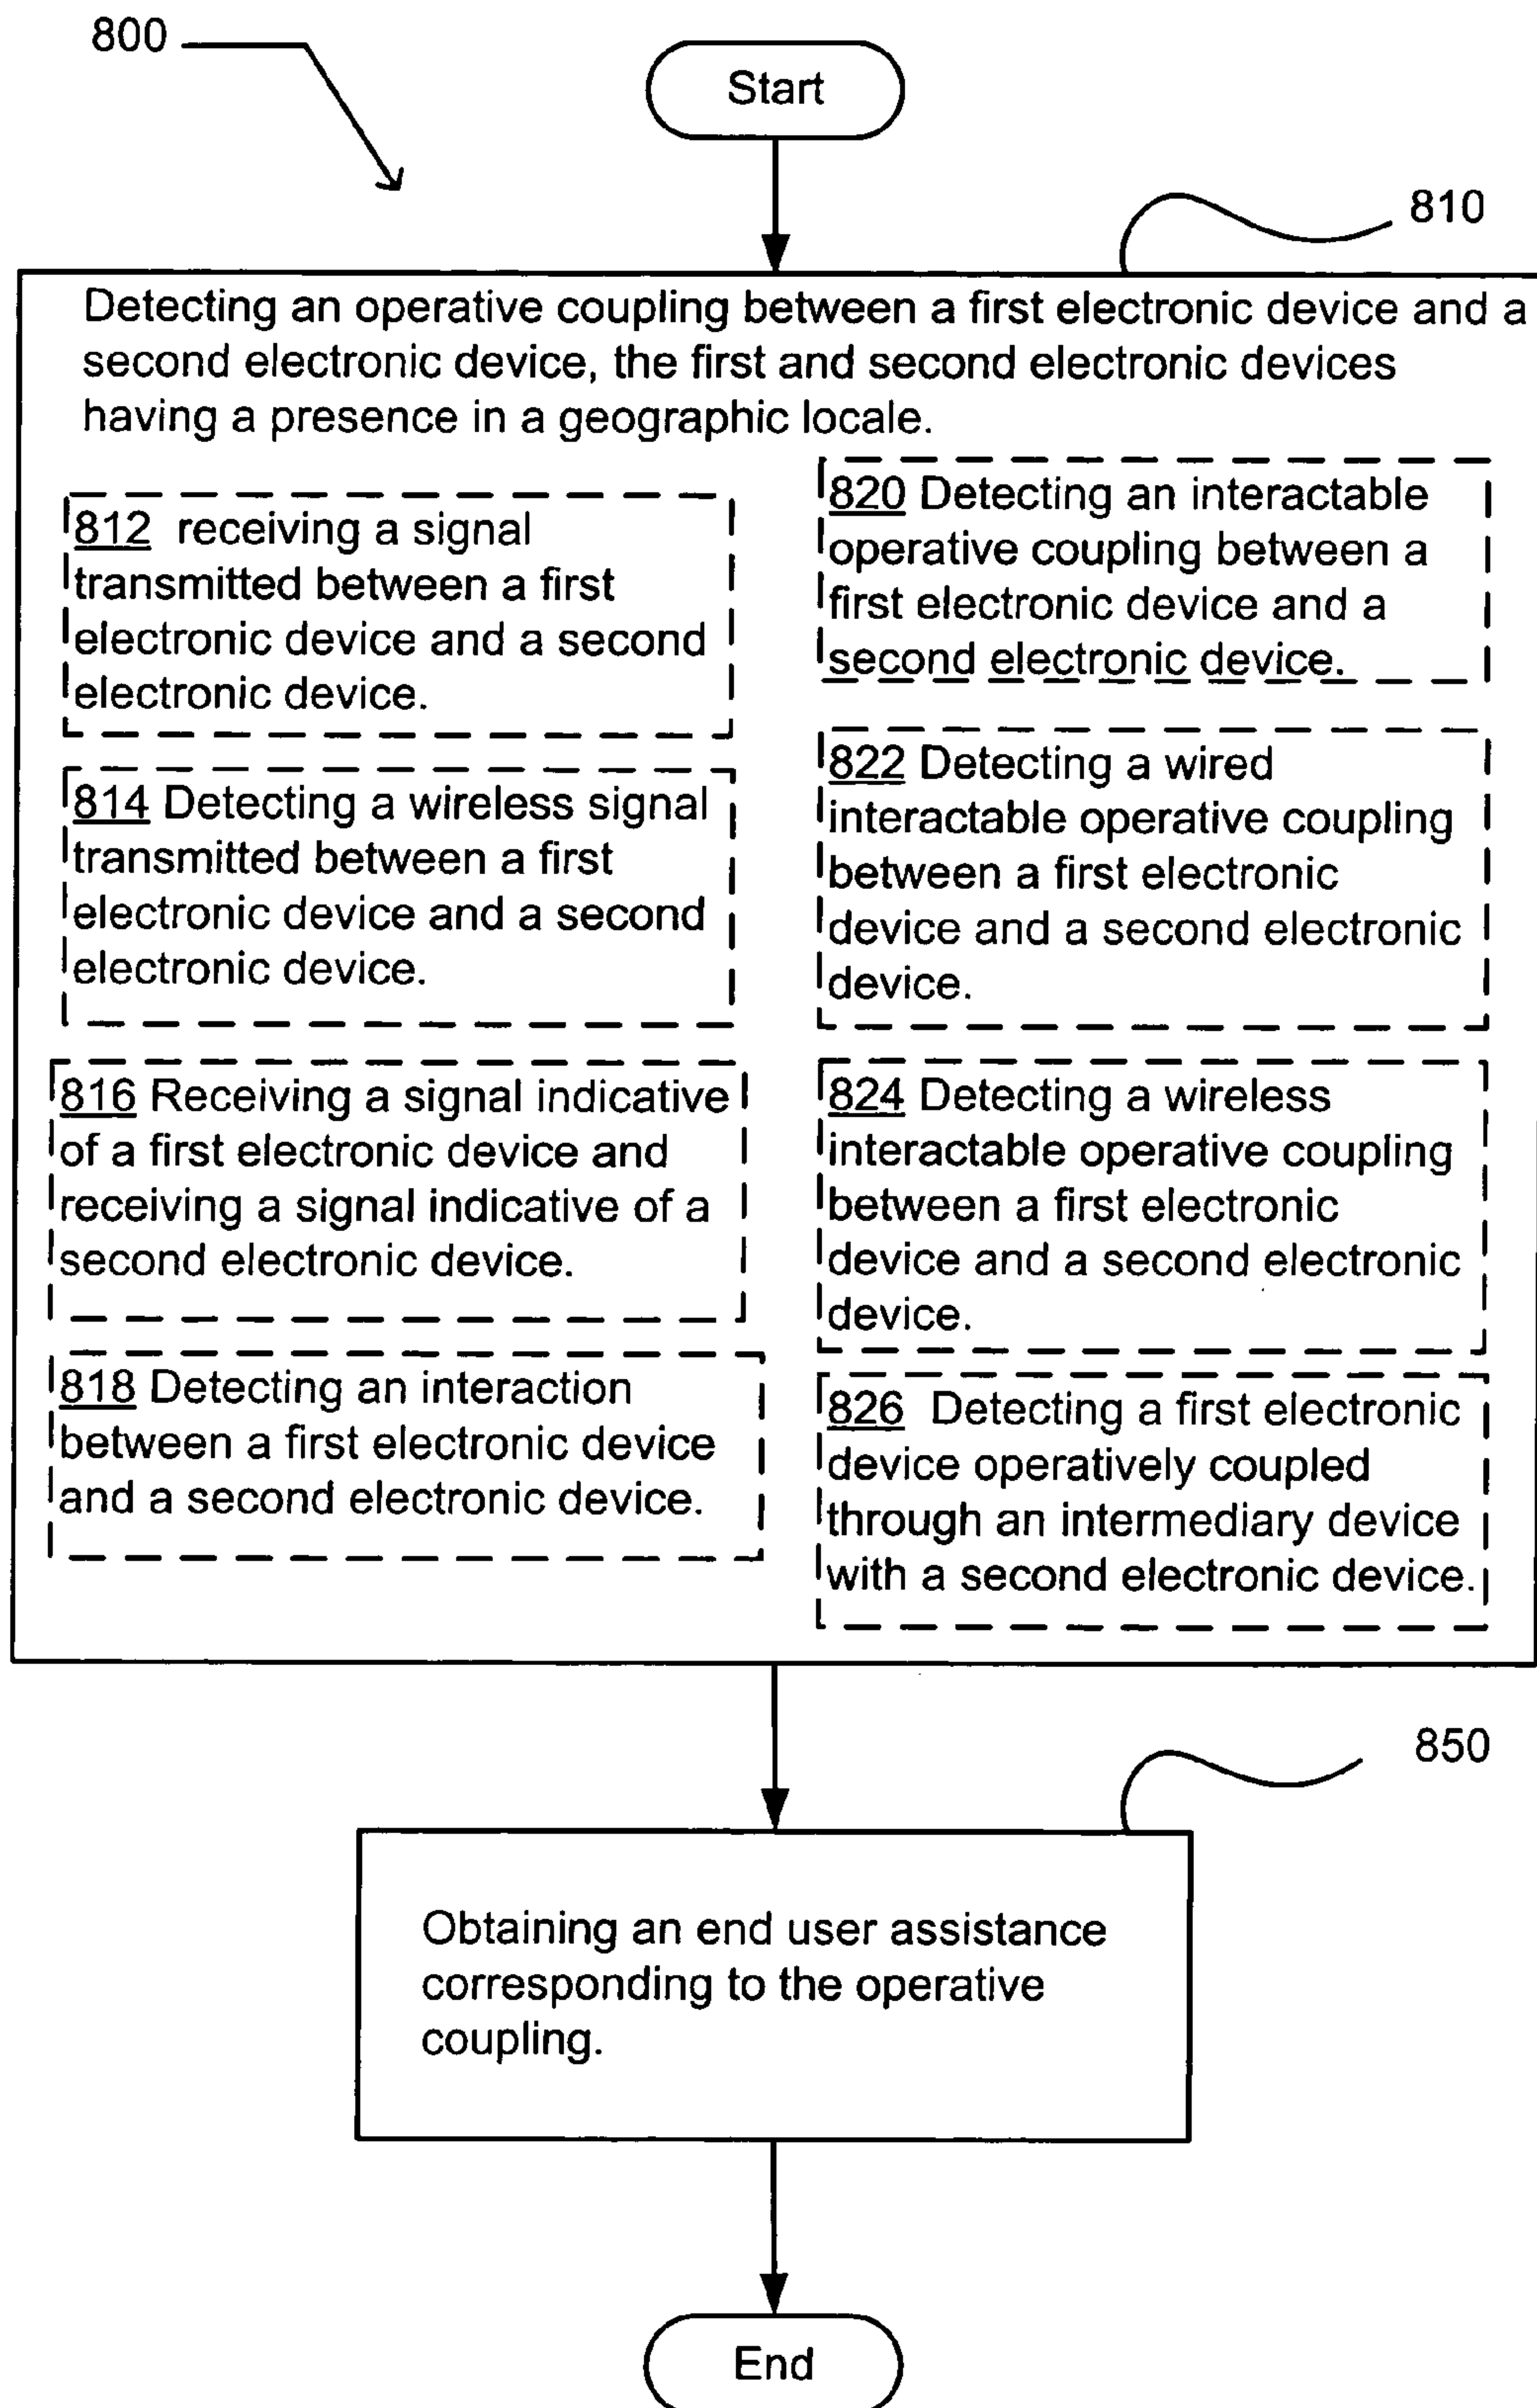 800
Start
810
Detecting an operative coupling between a first electronic device and a
second electronic device, the first and second electronic devices
having a presence in a geographic locale.
812 receiving a signal
transmitted between a first
electronic device and a second
electronic device.
814 Detecting a wireless signal
transmitted between a first
electronic device and a second
electronic device.
816 Receiving a signal indicative
of a first electronic device and
receiving a signal indicative of a
second electronic device.
818 Detecting an interaction
between a first electronic device
and a second electronic device.
820 Detecting an interactable
operative coupling between a
first electronic device and a
second electronic device.
822 Detecting a wired
interactable operative coupling
between a first electronic
device and a second electronic
device.
824 Detecting a wireless
interactable operative coupling
between a first electronic
device and a second electronic
device.
826 Detecting a first electronic
device operatively coupled
through an intermediary device
with a second electronic device.
850
Obtaining an end user assistance
corresponding to the operative
coupling.
End